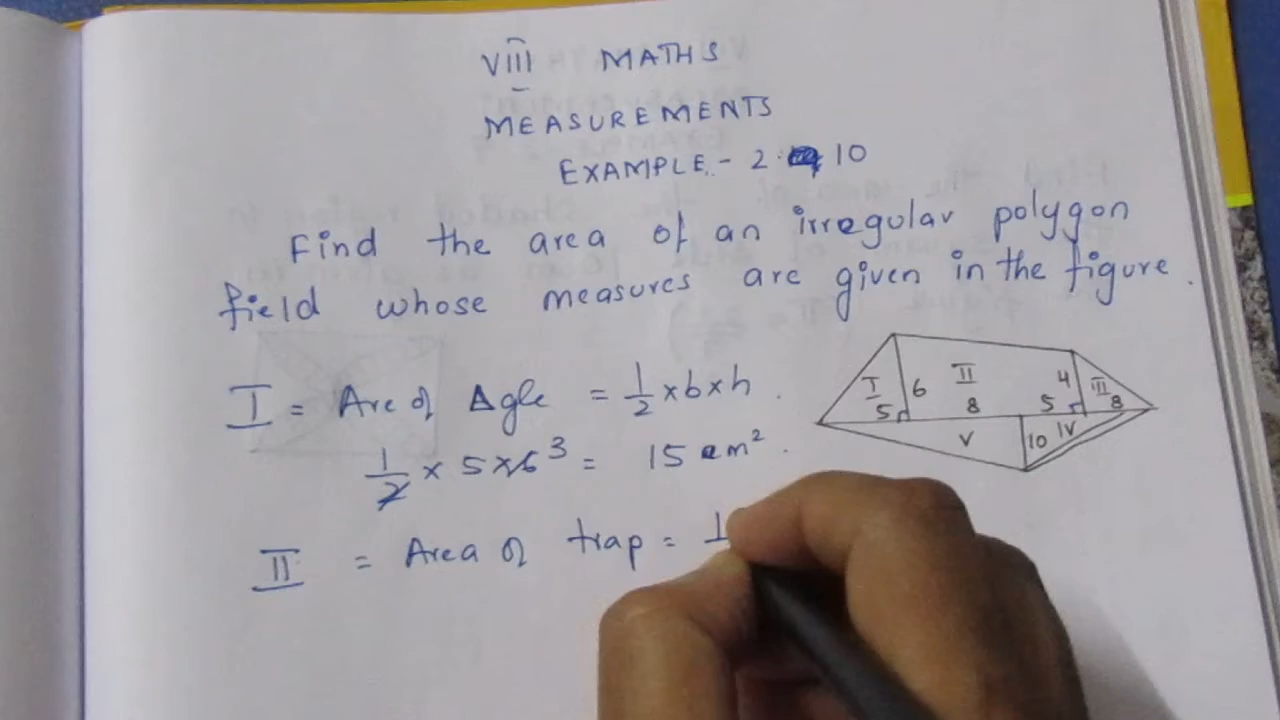 VIII MATHS
MEASUREMENTS
EXAMPLE - 2. 10
Find the area of an irregular polygon
field whose measures are given in the figure.
I = Are of Δgle = 1/2 × b × h.
1/2 × 5 × 6 3 = 15 cm².
II = Area of trap = 1
I 5 6 II 8 5 4 III 8
V 10 IV